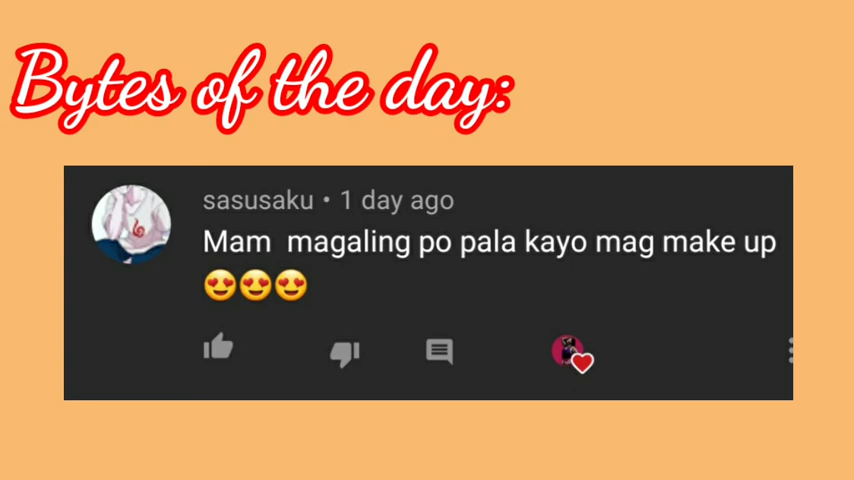 Bytes of the day:
sasusaku • 1 day ago
Mam  magaling po pala kayo mag make up
😍😍😍